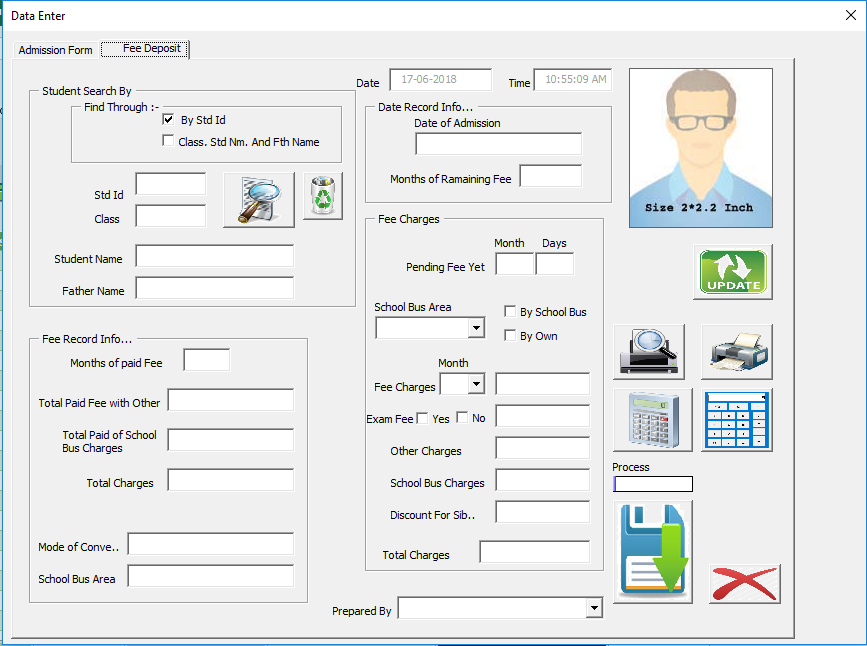 Data Enter
Admission Form
Fee Deposit
Student Search By
Find Through :-
By Std Id
Class. Std Nm. And Fth Name
Std Id
Class
Student Name
Father Name
Fee Record Info...
Months of paid Fee
Total Paid Fee with Other
Total Paid of School
Bus Charges
Total Charges
Mode of Conve..
School Bus Area
Date 17-06-2018 Time 10:55:09 AM
Date Record Info...
Date of Admission
Months of Ramaining Fee
Fee Charges
Month Days
Pending Fee Yet
School Bus Area
By School Bus
By Own
Month
Fee Charges
Exam Fee Yes No
Other Charges
School Bus Charges
Discount For Sib..
Total Charges
Prepared By
Size 2*2.2 Inch
UPDATE
Process